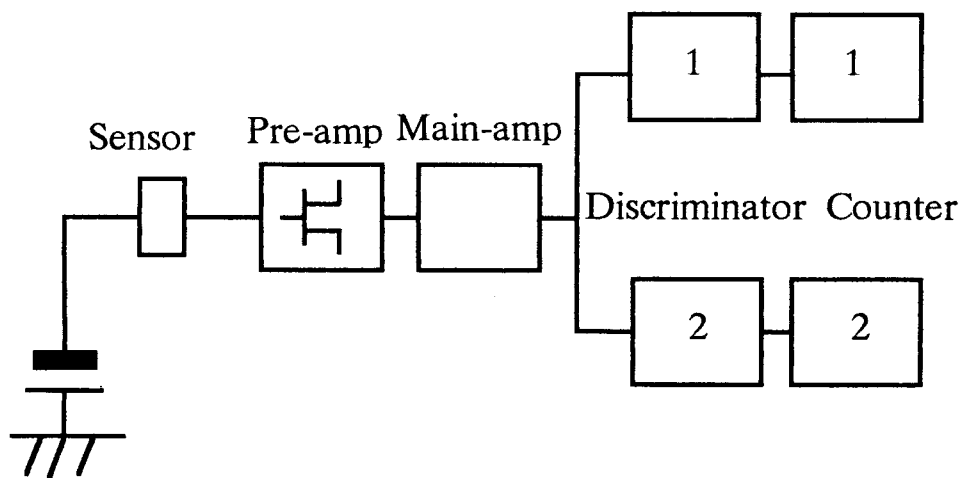 1 1
Sensor Pre-amp Main-amp
Discriminator Counter
2 2